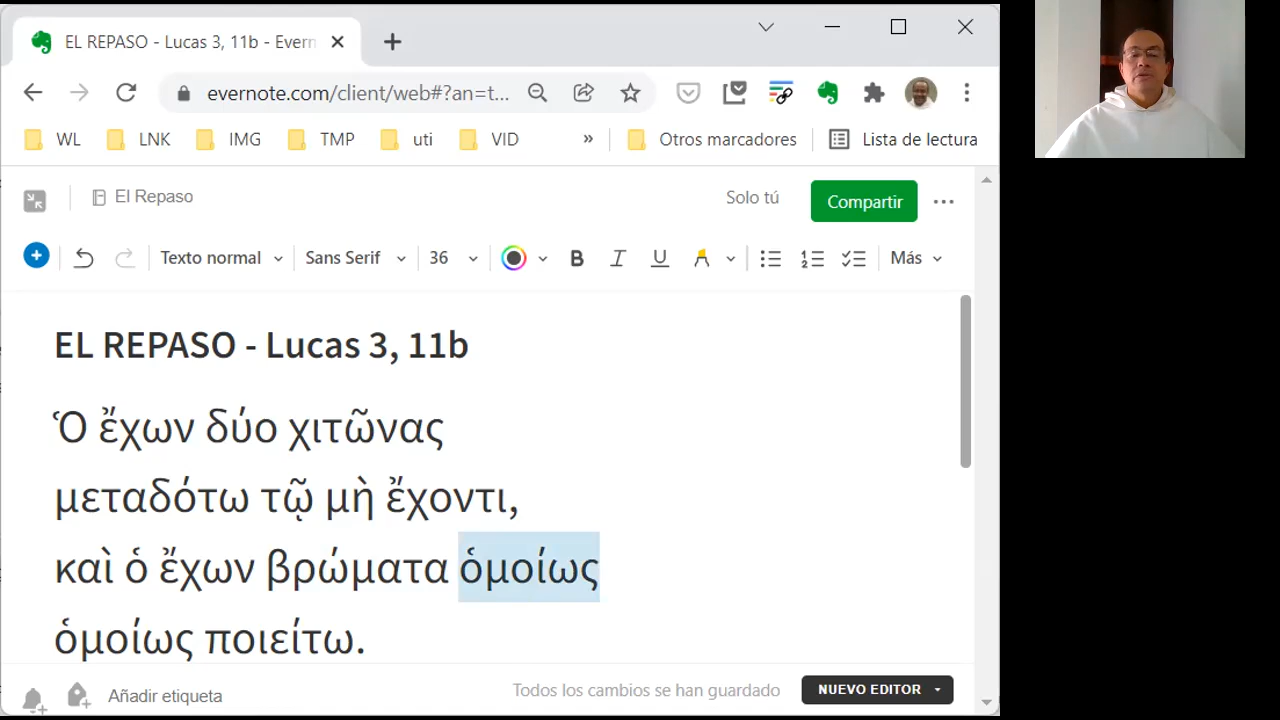 EL REPASO - Lucas 3, 11b - Evern
evernote.com/client/web#?an=t...
WL LNK IMG TMP uti VID » Otros marcadores Lista de lectura
El Repaso Solo tú Compartir
Texto normal Sans Serif 36 B I U Más
EL REPASO - Lucas 3, 11b
Ὁ ἔχων δύο χιτῶνας
μεταδότω τῷ μὴ ἔχοντι,
καὶ ὁ ἔχων βρώματα ὁμοίως
ὁμοίως ποιείτω.
Añadir etiqueta Todos los cambios se han guardado NUEVO EDITOR